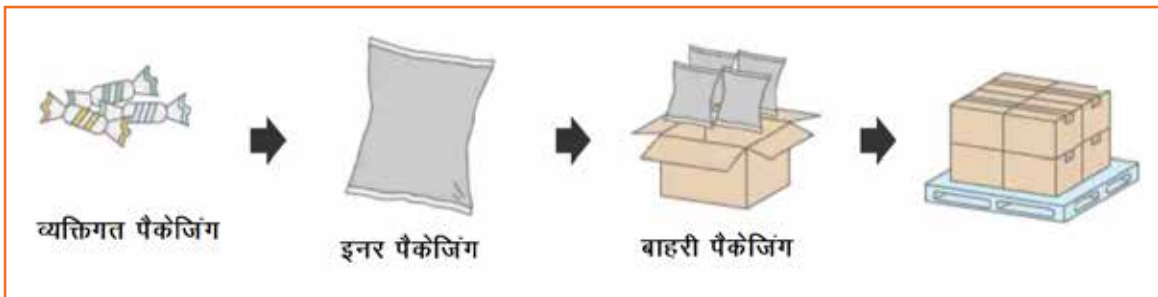 व्यक्तिगत पैकेजिंग
इनर पैकेजिंग
बाहरी पैकेजिंग